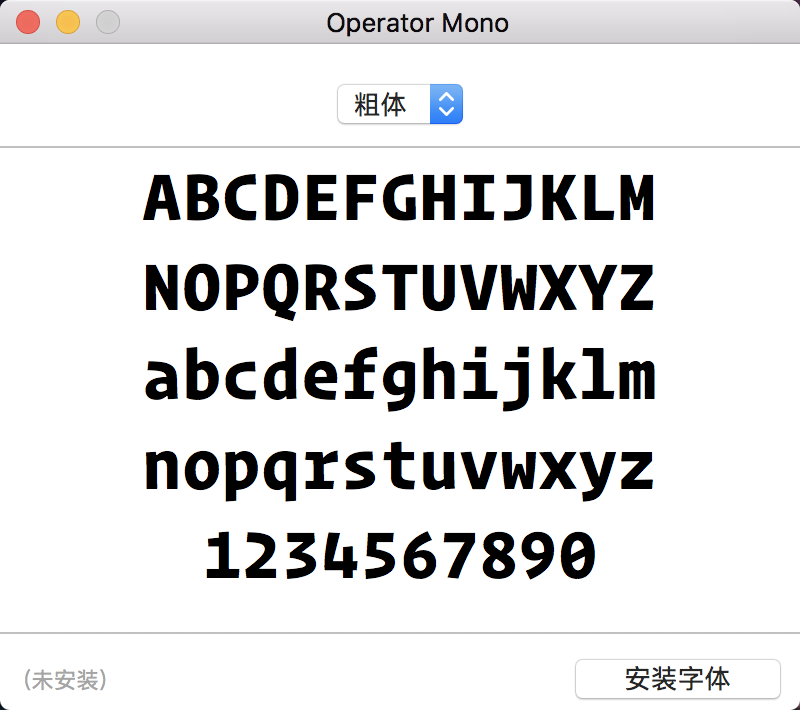 Operator Mono
粗体
ABCDEFGHIJKLM
NOPQRSTUVWXYZ
abcdefghijklm
nopqrstuvwxyz
1234567890
(未安装)
安装字体